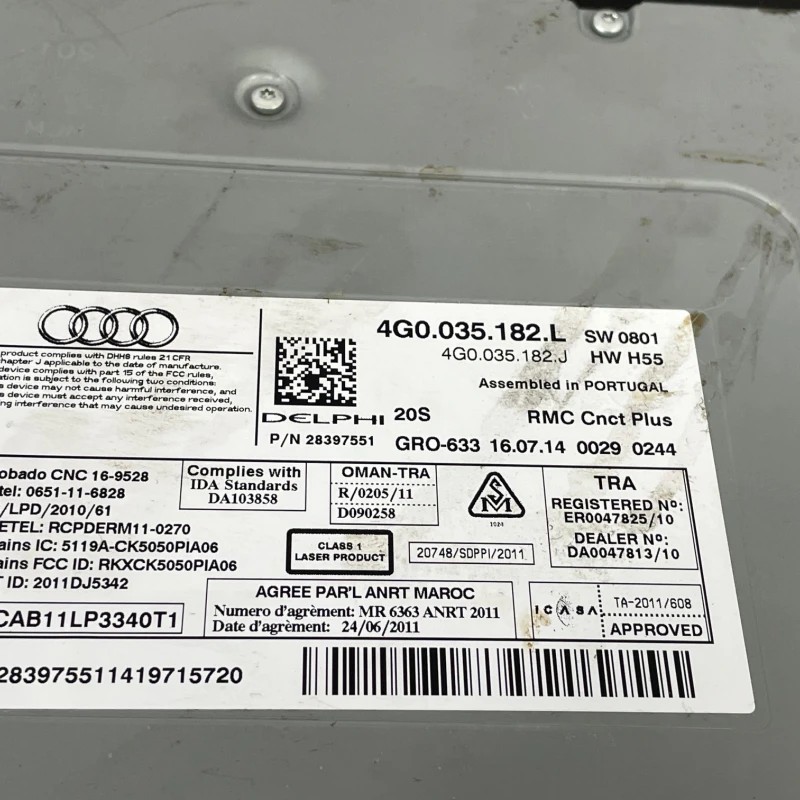 product complies with DHHS rules 21 CFR
hapter J applicable to the date of manufacture.
device complies with part 15 of the FCC rules,
ation is subject to the following two conditions:
s device may not cause harmful interference, and
s device must accept any interference received,
ng interference that may cause undesired operation.
DELPHI 20S
P/N 28397551
4G0.035.182.L SW 0801
4G0.035.182.J HW H55
Assembled in PORTUGAL
RMC Cnct Plus
GRO-633 16.07.14 0029 0244
obado CNC 16-9528
tel: 0651-11-6828
/LPD/2010/61
ETEL: RCPDERM11-0270
ains IC: 5119A-CK5050PIA06
ains FCC ID: RKXCK5050PIA06
T ID: 2011DJ5342
CAB11LP3340T1
Complies with
IDA Standards
DA103858
OMAN-TRA
R/0205/11
D090258
CLASS 1
LASER PRODUCT
SM
1024
20748/SDPPI/2011
TRA
REGISTERED No:
ER0047825/10
DEALER No:
DA0047813/10
AGREE PAR'L ANRT MAROC
Numero d'agrèment: MR 6363 ANRT 2011
Date d'agrément: 24/06/2011
ICASA
TA-2011/608
APPROVED
283975511419715720